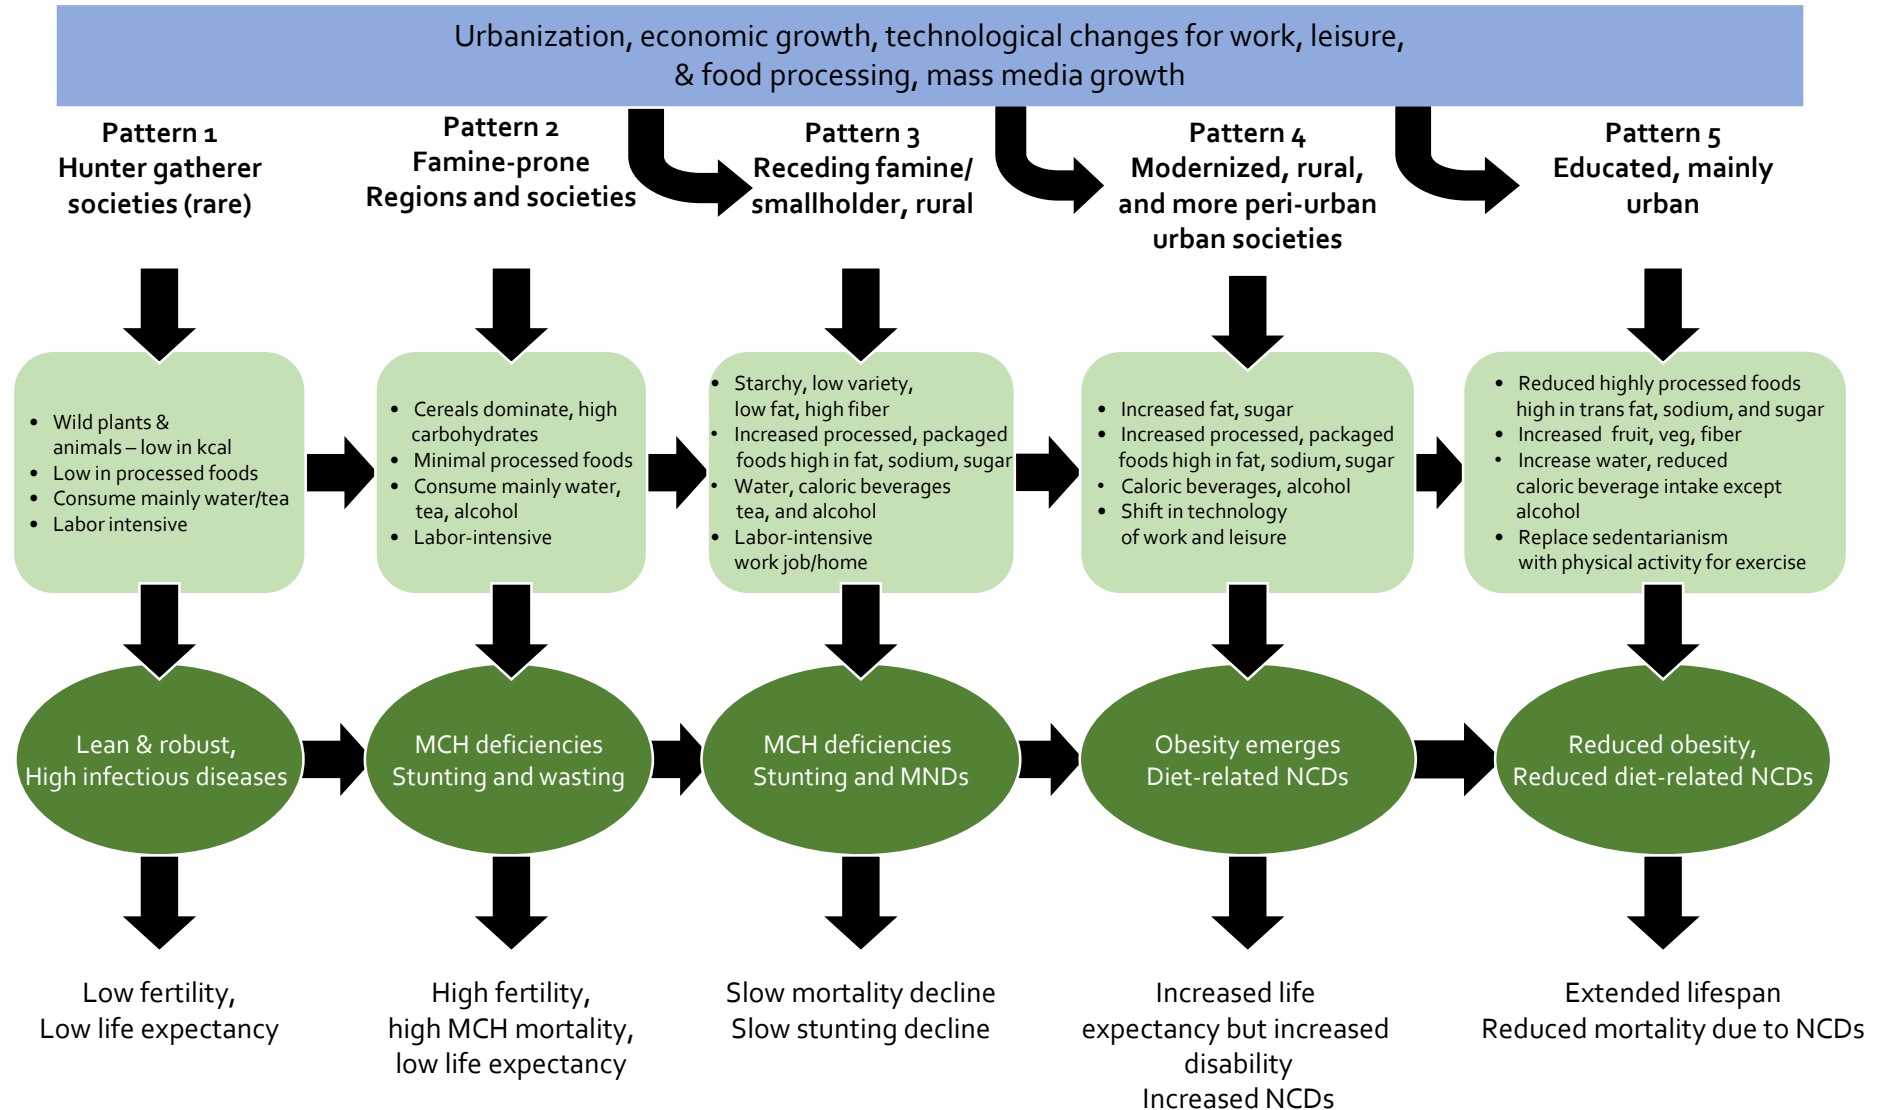 Urbanization, economic growth, technological changes for work, leisure,
& food processing, mass media growth
Pattern 1
Hunter gatherer
societies (rare)
Pattern 2
Famine-prone
Regions and societies
Pattern 3
Receding famine/
smallholder, rural
Pattern 4
Modernized, rural,
and more peri-urban
urban societies
Pattern 5
Educated, mainly
urban
• Wild plants &
animals – low in kcal
• Low in processed foods
• Consume mainly water/tea
• Labor intensive
• Cereals dominate, high
carbohydrates
• Minimal processed foods
• Consume mainly water,
tea, alcohol
• Labor-intensive
• Starchy, low variety,
low fat, high fiber
• Increased processed, packaged
foods high in fat, sodium, sugar
• Water, caloric beverages
tea, and alcohol
• Labor-intensive
work job/home
• Increased fat, sugar
• Increased processed, packaged
foods high in fat, sodium, sugar
• Caloric beverages, alcohol
• Shift in technology
of work and leisure
• Reduced highly processed foods
high in trans fat, sodium, and sugar
• Increased fruit, veg, fiber
• Increase water, reduced
caloric beverage intake except
alcohol
• Replace sedentarianism
with physical activity for exercise
Lean & robust,
High infectious diseases
MCH deficiencies
Stunting and wasting
MCH deficiencies
Stunting and MNDs
Obesity emerges
Diet-related NCDs
Reduced obesity,
Reduced diet-related NCDs
Low fertility,
Low life expectancy
High fertility,
high MCH mortality,
low life expectancy
Slow mortality decline
Slow stunting decline
Increased life
expectancy but increased
disability
Increased NCDs
Extended lifespan
Reduced mortality due to NCDs